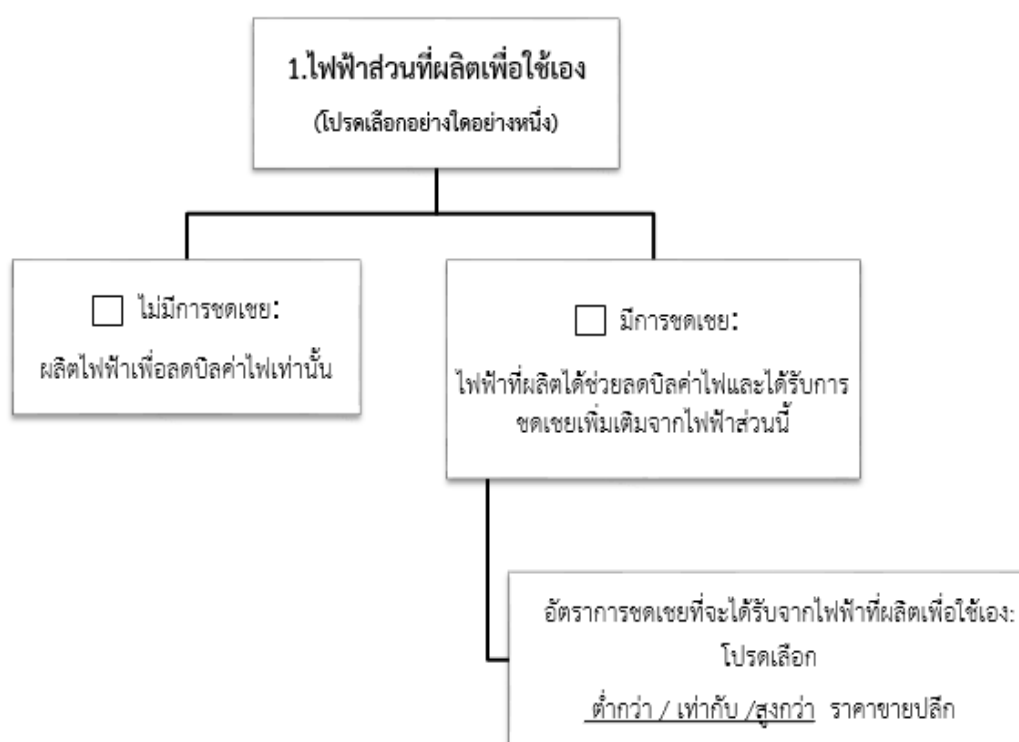 1.ไฟฟ้าส่วนที่ผลิตเพื่อใช้เอง
(โปรดเลือกอย่างใดอย่างหนึ่ง)
ไม่มีการชดเชย:
ผลิตไฟฟ้าเพื่อลดบิลค่าไฟเท่านั้น
มีการชดเชย:
ไฟฟ้าที่ผลิตได้ช่วยลดบิลค่าไฟและได้รับการ
ชดเชยเพิ่มเติมจากไฟฟ้าส่วนนี้
อัตราการชดเชยที่จะได้รับจากไฟฟ้าที่ผลิตเพื่อใช้เอง:
โปรดเลือก
ต่ำกว่า / เท่ากับ /สูงกว่า ราคาขายปลีก